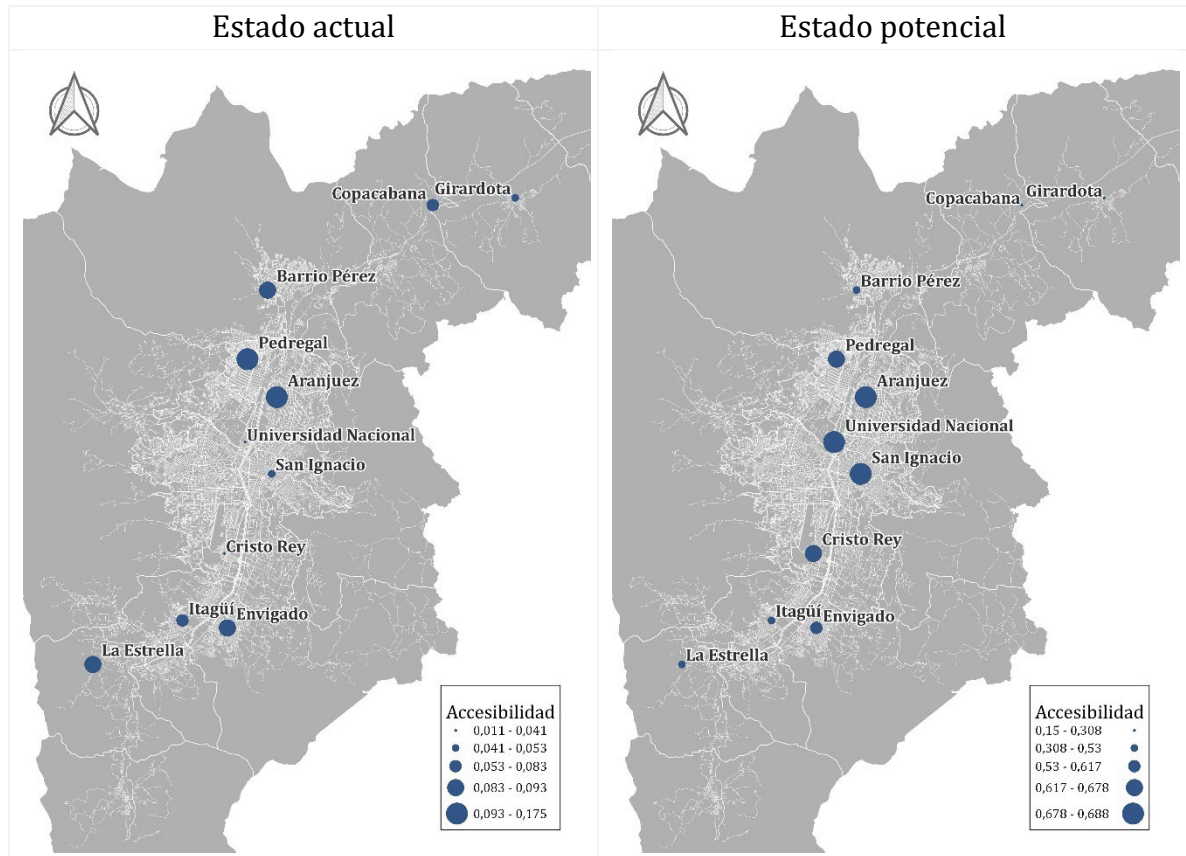 Estado actual
Estado potencial
Copacabana
Girardota
Barrio Pérez
Pedregal
Aranjuez
Universidad Nacional
San Ignacio
Cristo Rey
Itagüí
Envigado
La Estrella
Accesibilidad
0,011 - 0,041
0,041 - 0,053
0,053 - 0,083
0,083 - 0,093
0,093 - 0,175
Copacabana
Girardota
Barrio Pérez
Pedregal
Aranjuez
Universidad Nacional
San Ignacio
Cristo Rey
Itagüí
Envigado
La Estrella
Accesibilidad
0,15 - 0,308
0,308 - 0,53
0,53 - 0,617
0,617 - 0,678
0,678 - 0,688